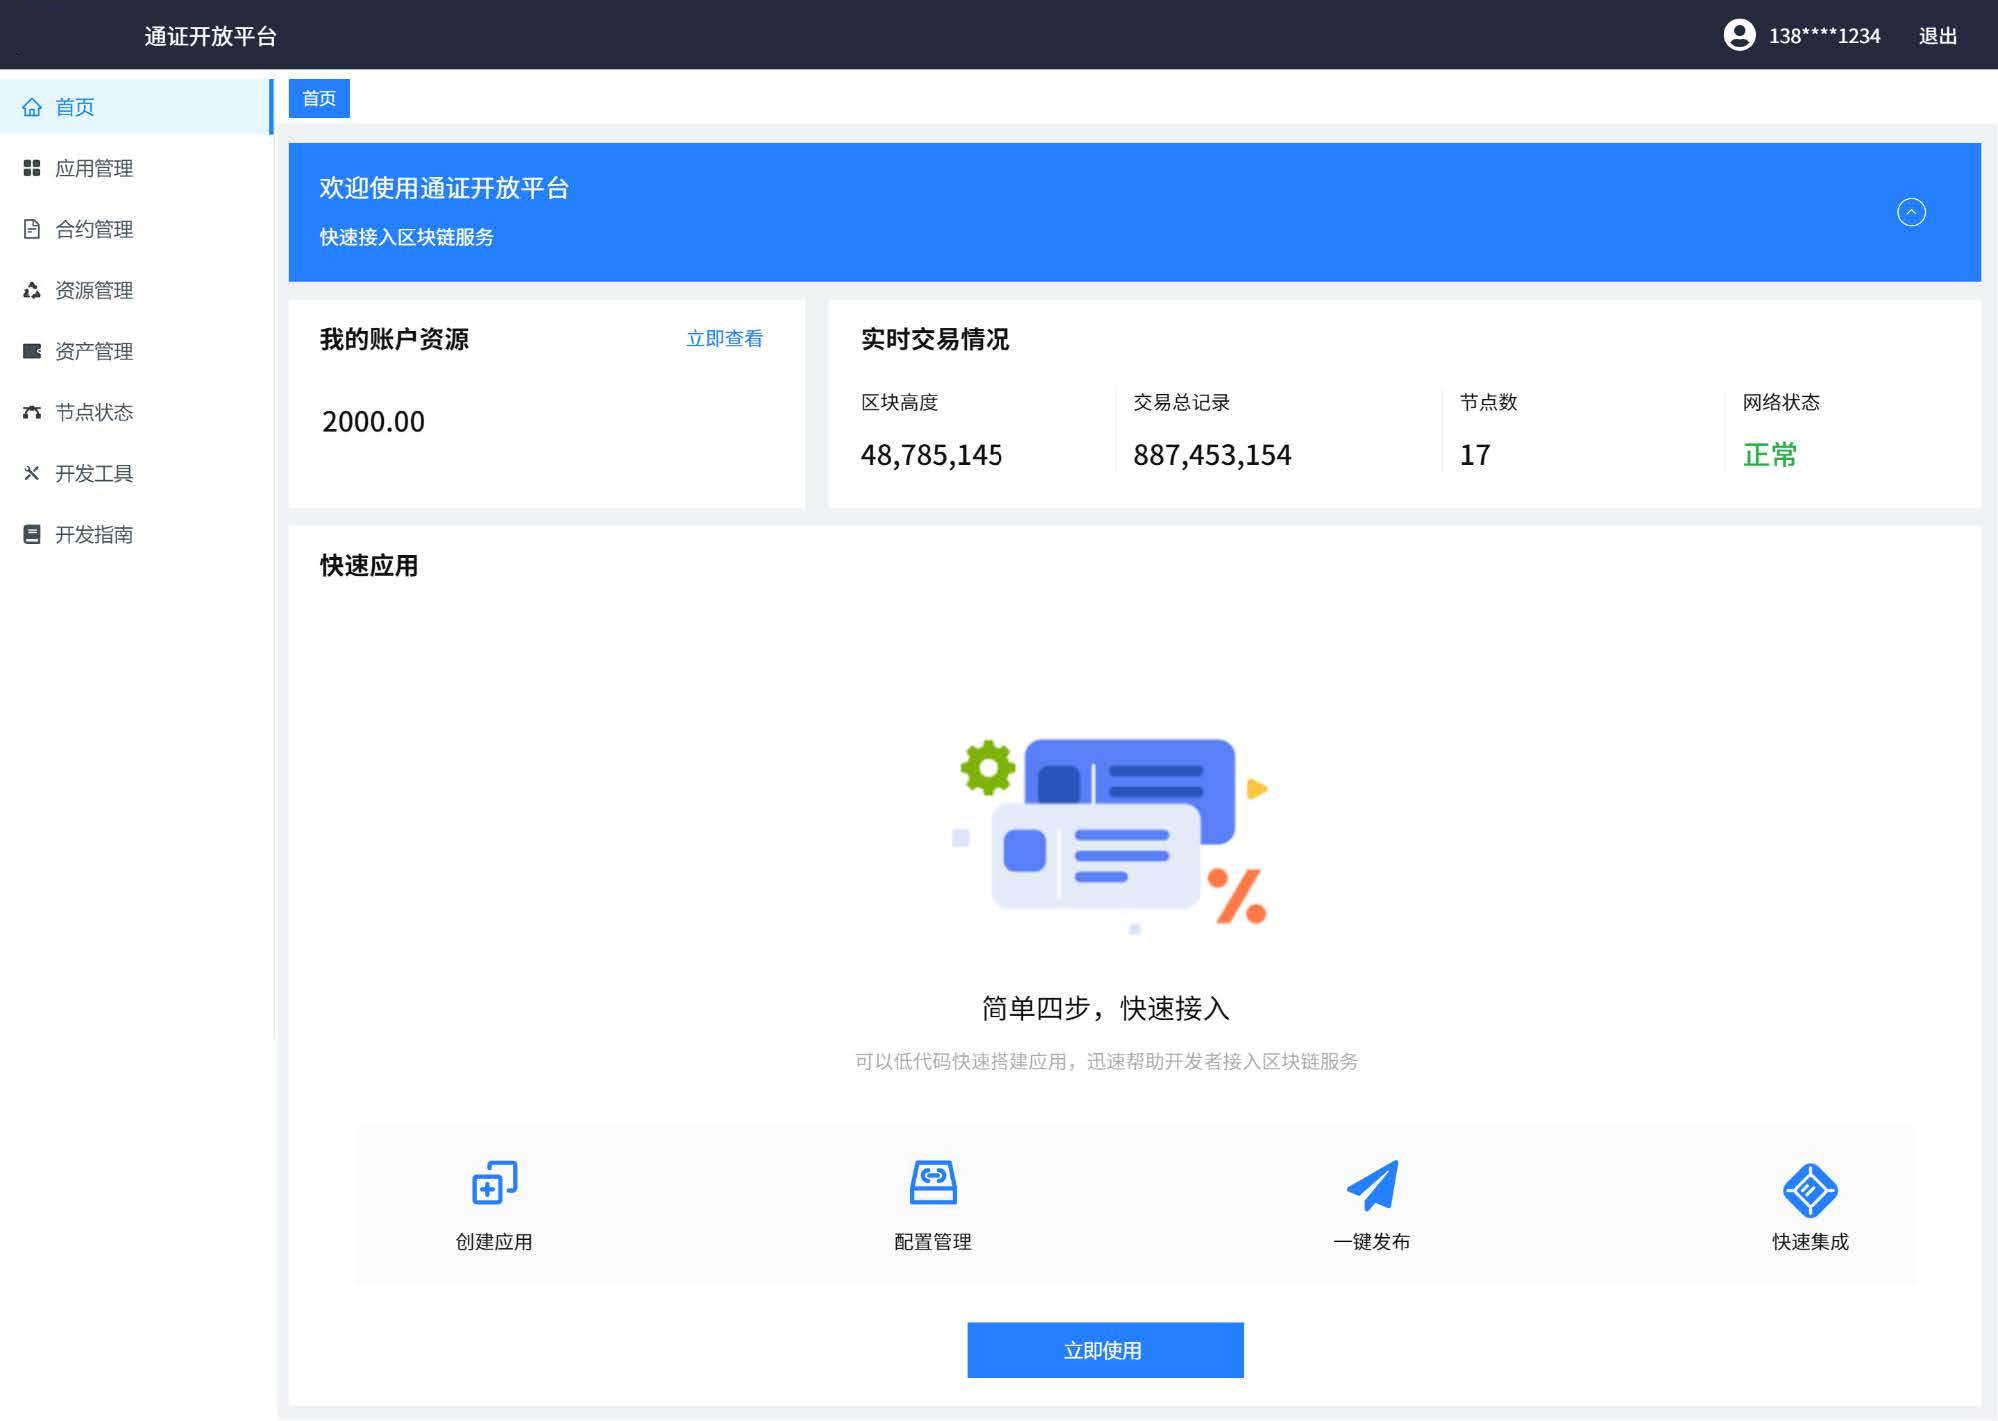 通证开放平台
138****1234 退出
首页
应用管理
合约管理
资源管理
资产管理
节点状态
开发工具
开发指南
首页
欢迎使用通证开放平台
快速接入区块链服务
我的账户资源 立即查看
2000.00
实时交易情况
区块高度 交易总记录 节点数 网络状态
48,785,145 887,453,154 17 正常
快速应用
简单四步，快速接入
可以低代码快速搭建应用，迅速帮助开发者接入区块链服务
创建应用 配置管理 一键发布 快速集成
立即使用